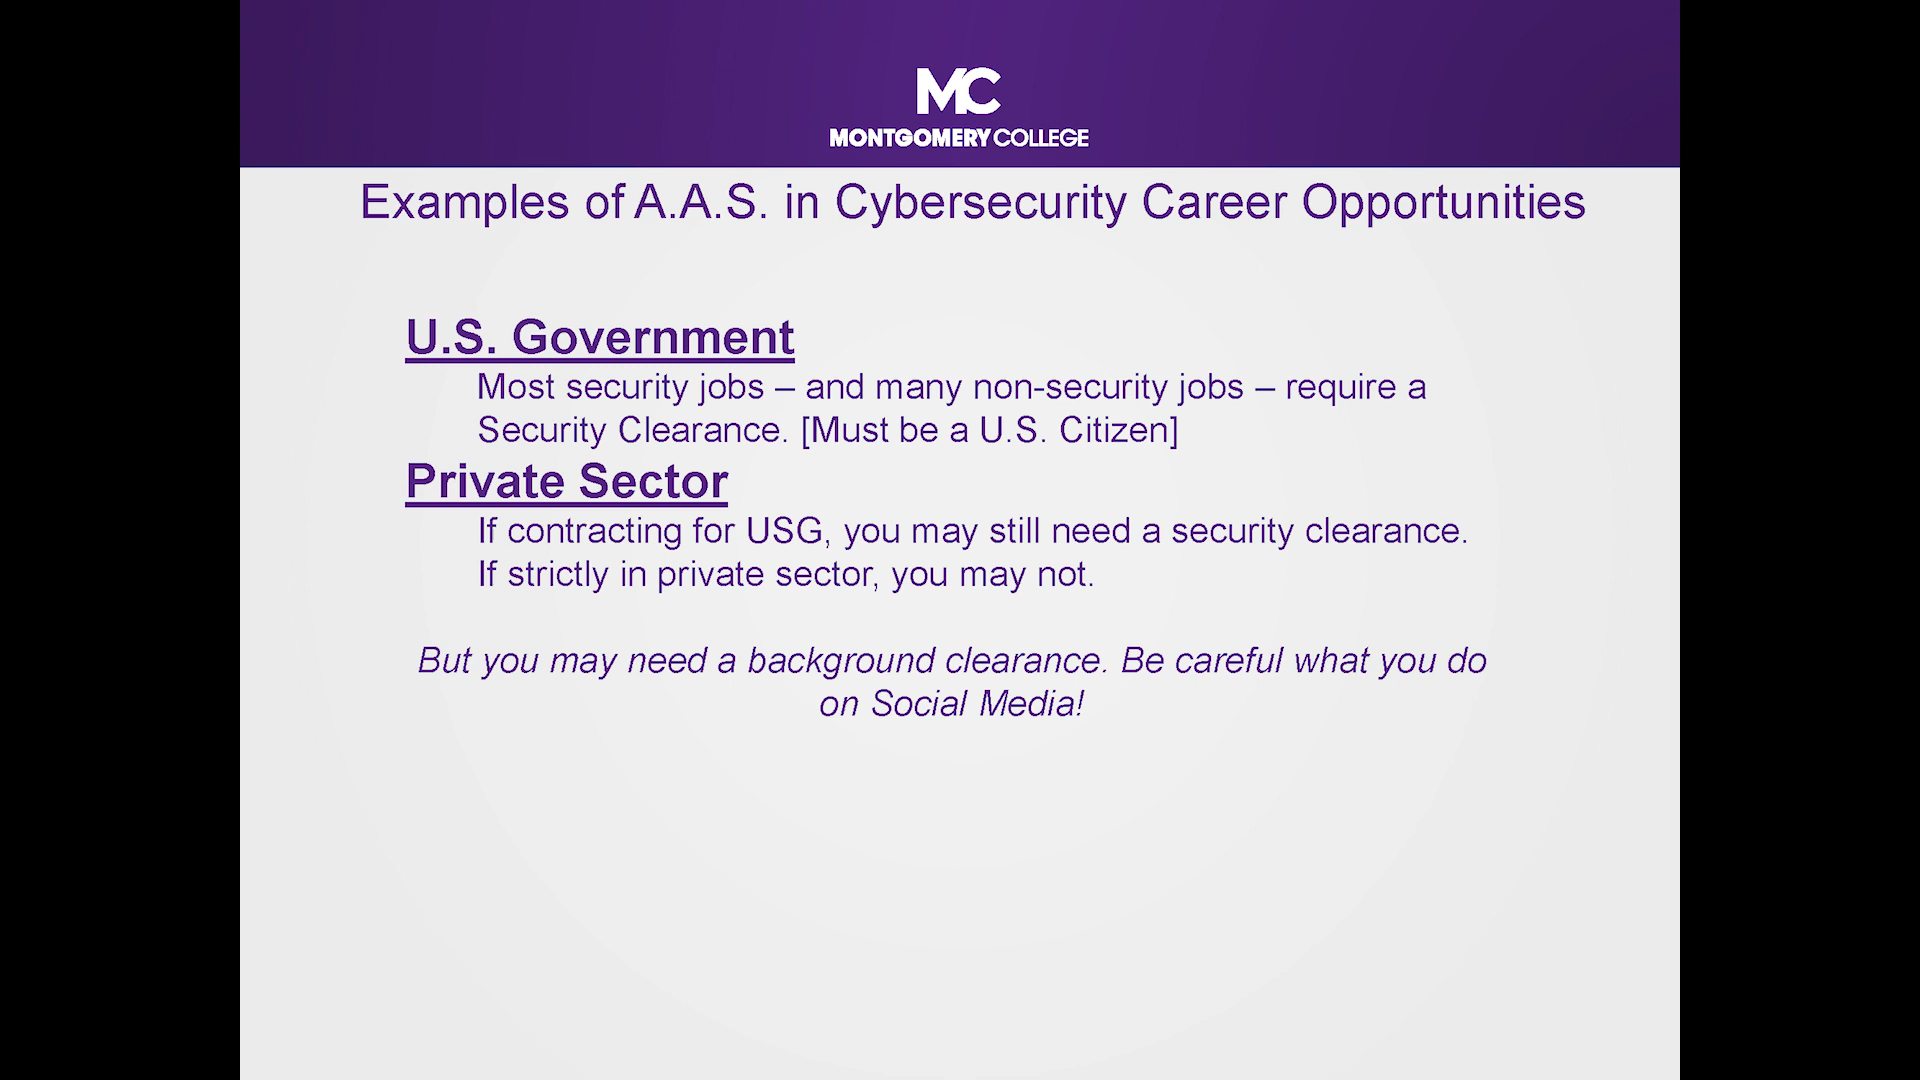 MC
MONTGOMERY COLLEGE
Examples of A.A.S. in Cybersecurity Career Opportunities
U.S. Government
Most security jobs – and many non-security jobs – require a
Security Clearance. [Must be a U.S. Citizen]
Private Sector
If contracting for USG, you may still need a security clearance.
If strictly in private sector, you may not.
But you may need a background clearance. Be careful what you do
on Social Media!